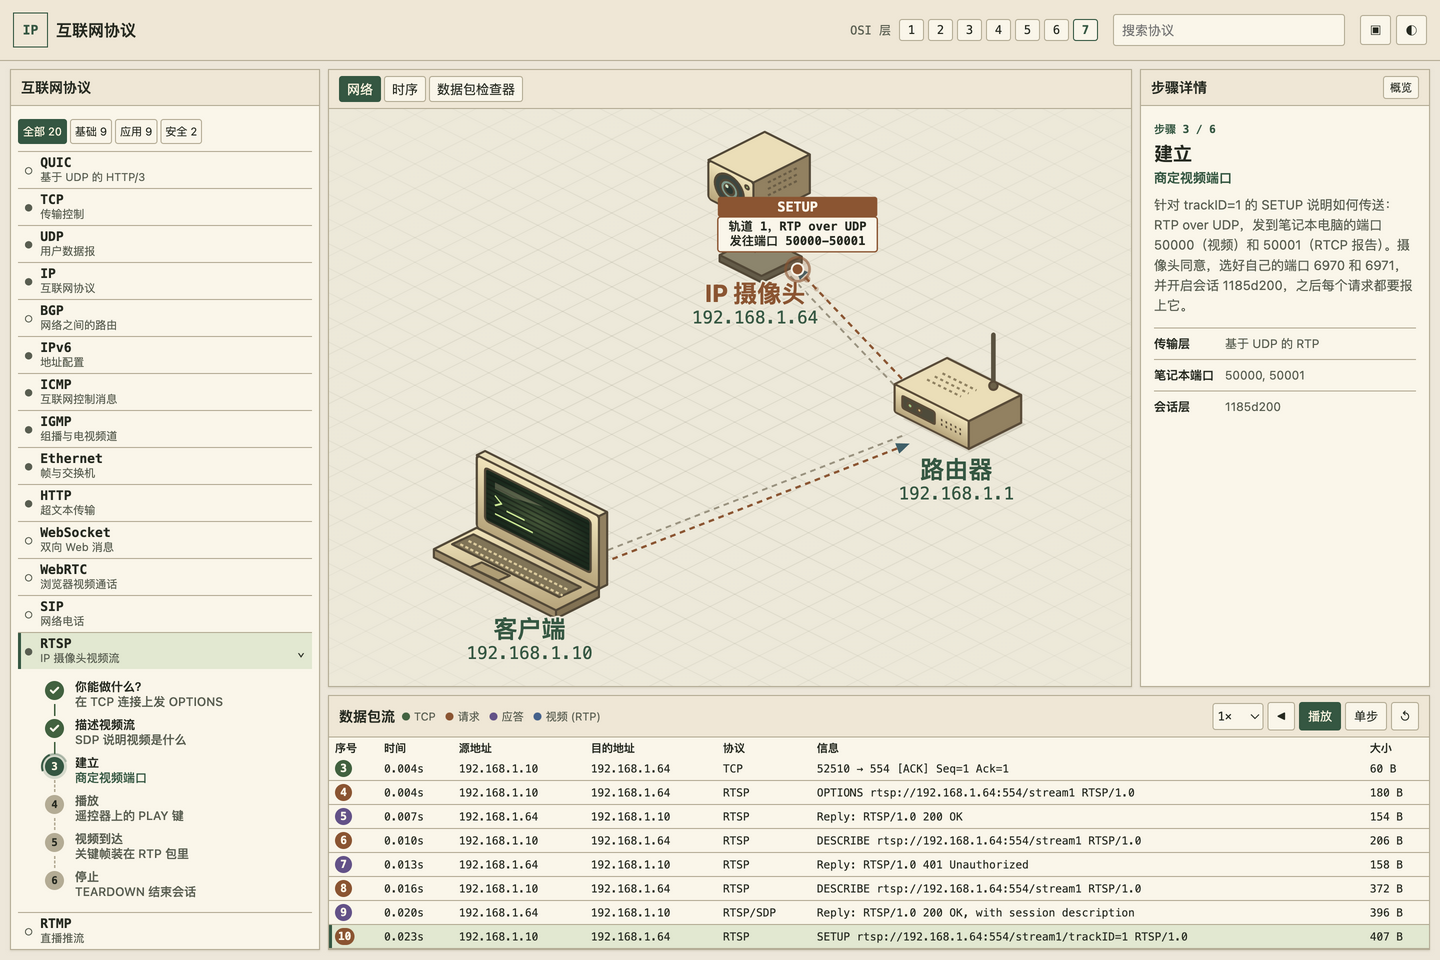 IP 互联网协议
OSI 层 1 2 3 4 5 6 7 搜索协议
互联网协议
全部 20 基础 9 应用 9 安全 2
QUIC
基于 UDP 的 HTTP/3
TCP
传输控制
UDP
用户数据报
IP
互联网协议
BGP
网络之间的路由
IPv6
地址配置
ICMP
互联网控制消息
IGMP
组播与电视频道
Ethernet
帧与交换机
HTTP
超文本传输
WebSocket
双向 Web 消息
WebRTC
浏览器视频通话
SIP
网络电话
RTSP
IP 摄像头视频流
你能做什么?
在 TCP 连接上发 OPTIONS
描述视频流
SDP 说明视频是什么
3 建立
商定视频端口
4 播放
遥控器上的 PLAY 键
5 视频到达
关键帧装在 RTP 包里
6 停止
TEARDOWN 结束会话
RTMP
直播推流
网络 时序 数据包检查器
SETUP
轨道 1, RTP over UDP
发往端口 50000–50001
IP 摄像头
192.168.1.64
路由器
192.168.1.1
客户端
192.168.1.10
步骤详情 概览
步骤 3 / 6
建立
商定视频端口
针对 trackID=1 的 SETUP 说明如何传送:
RTP over UDP，发到笔记本电脑的端口
50000（视频）和 50001（RTCP 报告）。摄
像头同意，选好自己的端口 6970 和 6971，
并开启会话 1185d200，之后每个请求都要报
上它。
传输层 基于 UDP 的 RTP
笔记本端口 50000, 50001
会话层 1185d200
数据包流 TCP 请求 应答 视频 (RTP) 1× ◀ 播放 单步
序号 时间 源地址 目的地址 协议 信息 大小
3 0.004s 192.168.1.10 192.168.1.64 TCP 52510 → 554 [ACK] Seq=1 Ack=1 60 B
4 0.004s 192.168.1.10 192.168.1.64 RTSP OPTIONS rtsp://192.168.1.64:554/stream1 RTSP/1.0 180 B
5 0.007s 192.168.1.64 192.168.1.10 RTSP Reply: RTSP/1.0 200 OK 154 B
6 0.010s 192.168.1.10 192.168.1.64 RTSP DESCRIBE rtsp://192.168.1.64:554/stream1 RTSP/1.0 206 B
7 0.013s 192.168.1.64 192.168.1.10 RTSP Reply: RTSP/1.0 401 Unauthorized 158 B
8 0.016s 192.168.1.10 192.168.1.64 RTSP DESCRIBE rtsp://192.168.1.64:554/stream1 RTSP/1.0 372 B
9 0.020s 192.168.1.64 192.168.1.10 RTSP/SDP Reply: RTSP/1.0 200 OK, with session description 396 B
10 0.023s 192.168.1.10 192.168.1.64 RTSP SETUP rtsp://192.168.1.64:554/stream1/trackID=1 RTSP/1.0 407 B